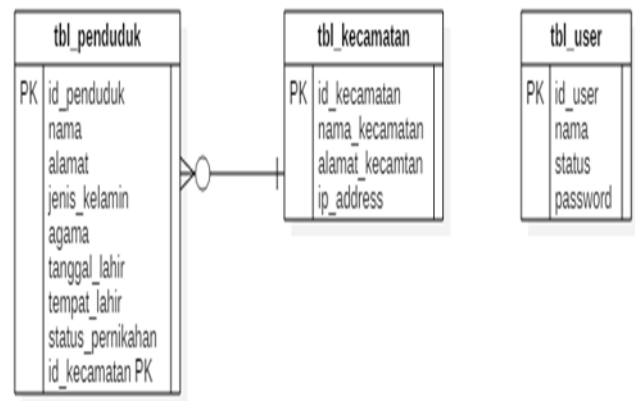 tbl_penduduk
PK id_penduduk
nama
alamat
jenis_kelamin
agama
tanggal_lahir
tempat_lahir
status_pernikahan
id_kecamatan PK
tbl_kecamatan
PK id_kecamatan
nama_kecamatan
alamat_kecamtan
ip_address
tbl_user
PK id_user
nama
status
password